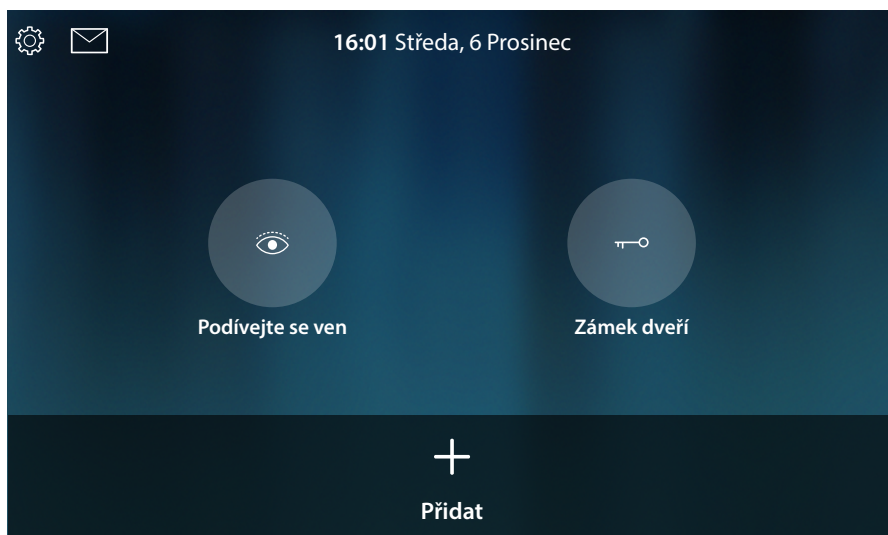 16:01 Středa, 6 Prosinec
Podívejte se ven
Zámek dveří
Přidat